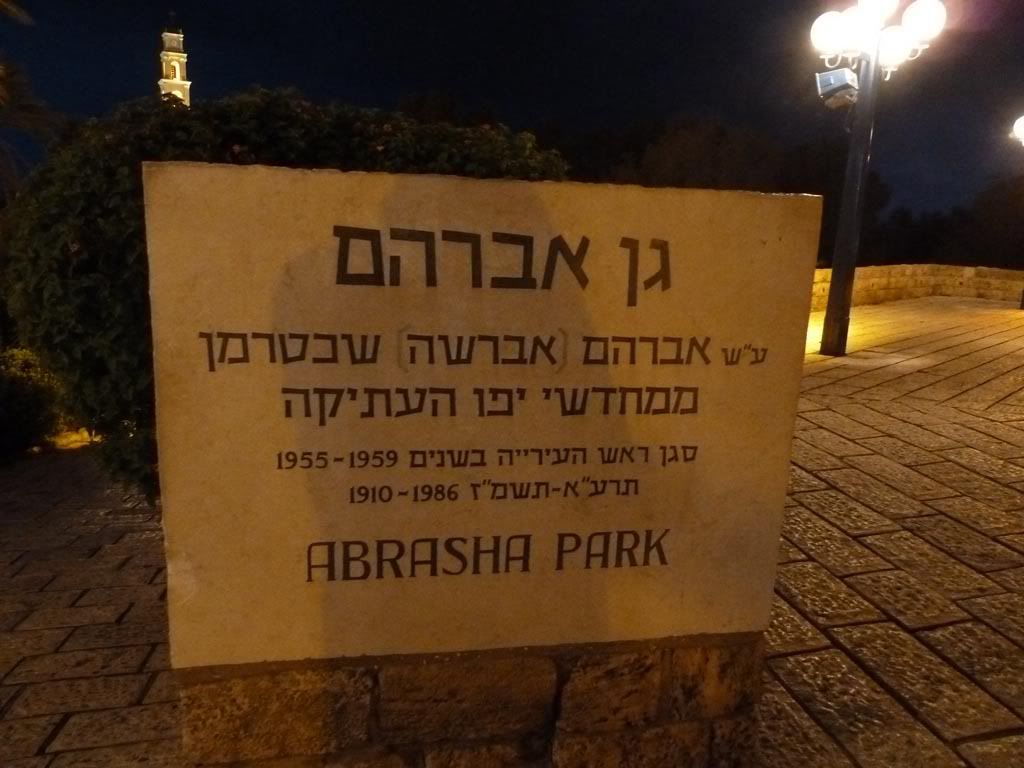 גן אברהם
ע"ש אברהם (אברשה) שכטרמן
ממחדשי יפו העתיקה
סגן ראש העירייה בשנים 1955-1959
תרע"א-תשמ"ז 1910-1986
ABRASHA PARK